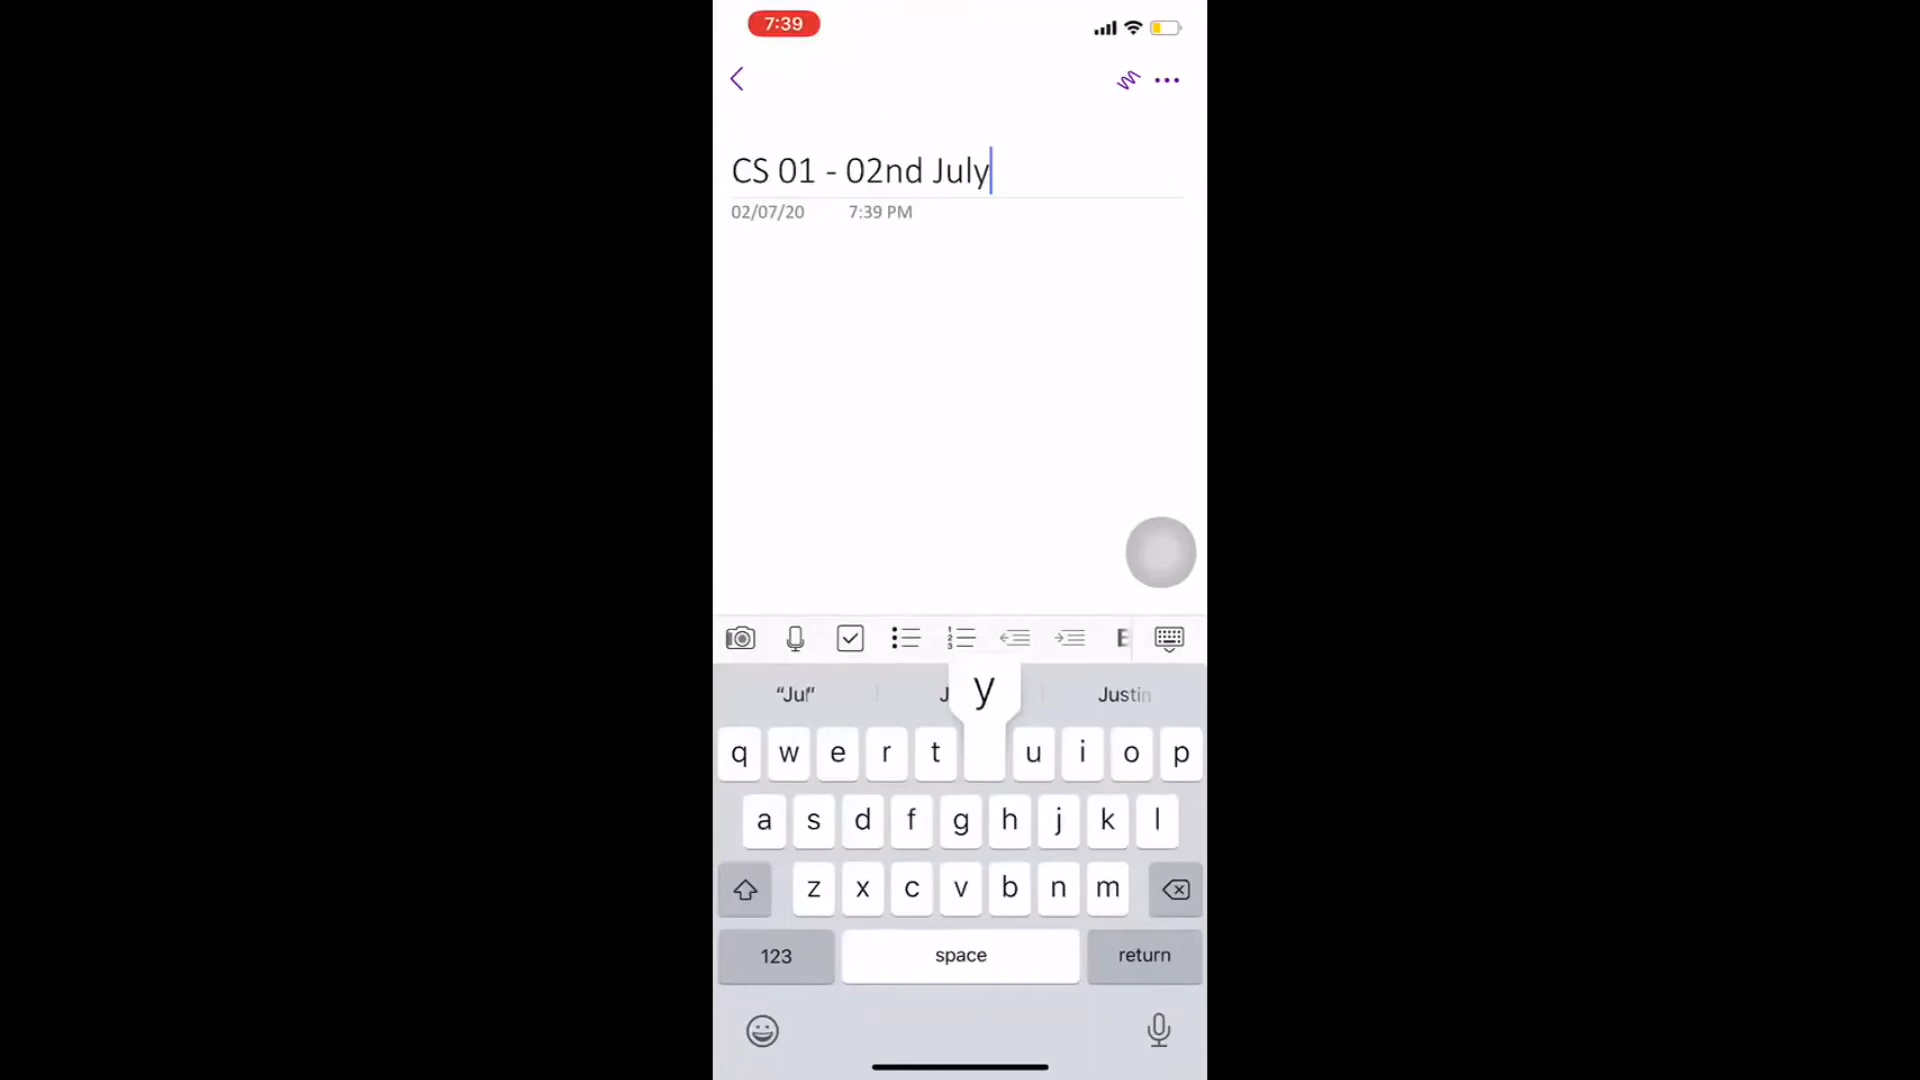 7:39
CS 01 - 02nd July
02/07/20 7:39 PM
“Jul”
J y Justin
q w e r t u i o p
a s d f g h j k l
z x c v b n m
123 space return